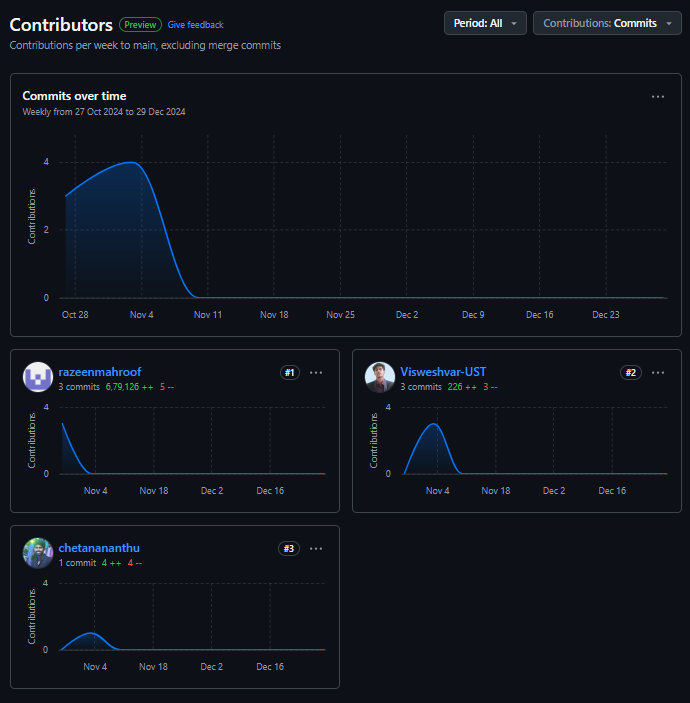 Contributors Preview Give feedback
Period: All
Contributions: Commits
Contributions per week to main, excluding merge commits
Commits over time
Weekly from 27 Oct 2024 to 29 Dec 2024
Contributions
4
2
0
Oct 28 Nov 4 Nov 11 Nov 18 Nov 25 Dec 2 Dec 9 Dec 16 Dec 23
razeenmahroof #1
3 commits 6,79,126 ++ 5 --
Contributions
4
0
Nov 4 Nov 18 Dec 2 Dec 16
Visweshvar-UST #2
3 commits 226 ++ 3 --
Contributions
4
0
Nov 4 Nov 18 Dec 2 Dec 16
chetanananthu #3
1 commit 4 ++ 4 --
Contributions
4
0
Nov 4 Nov 18 Dec 2 Dec 16